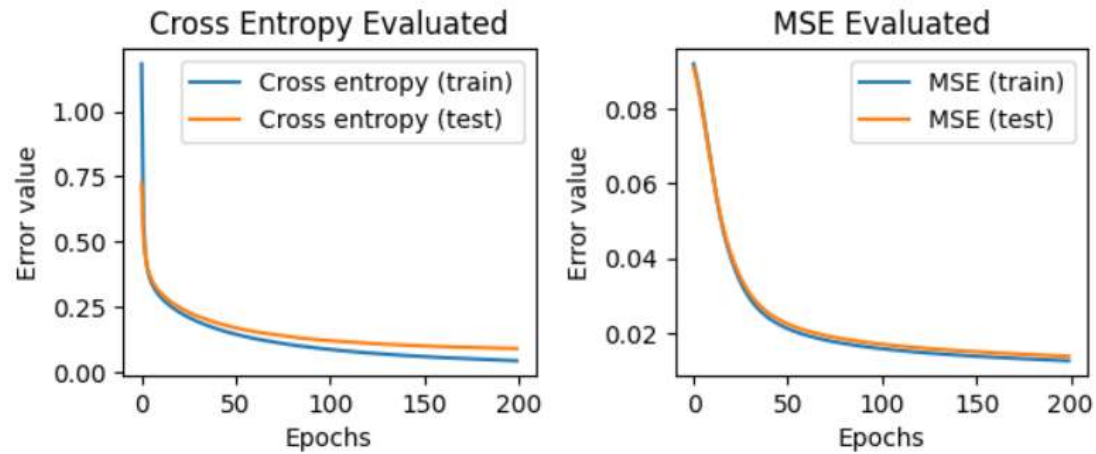 Cross Entropy Evaluated
Cross entropy (train)
Cross entropy (test)
1.00
0.75
0.50
0.25
0.00
Error value
0 50 100 150 200
Epochs
MSE Evaluated
MSE (train)
MSE (test)
0.08
0.06
0.04
0.02
Error value
0 50 100 150 200
Epochs